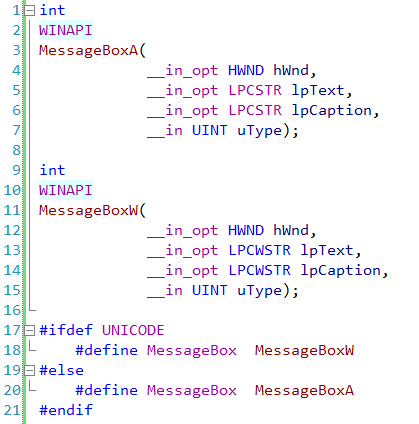 1 int
2 WINAPI
3 MessageBoxA(
4             __in_opt HWND hWnd,
5             __in_opt LPCSTR lpText,
6             __in_opt LPCSTR lpCaption,
7             __in UINT uType);
8
9 int
10 WINAPI
11 MessageBoxW(
12             __in_opt HWND hWnd,
13             __in_opt LPCWSTR lpText,
14             __in_opt LPCWSTR lpCaption,
15             __in UINT uType);
16
17 #ifdef UNICODE
18     #define MessageBox  MessageBoxW
19 #else
20     #define MessageBox  MessageBoxA
21 #endif